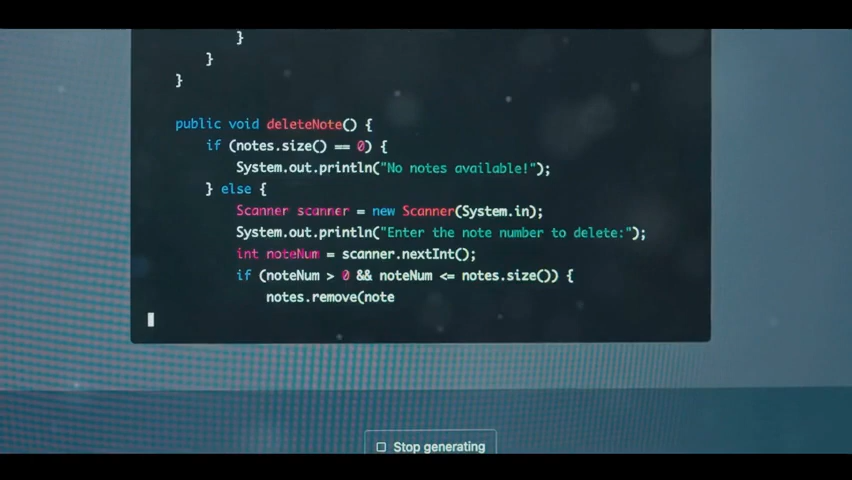 }
}
}
public void deleteNote() {
if (notes.size() == 0) {
System.out.println("No notes available!");
} else {
Scanner scanner = new Scanner(System.in);
System.out.println("Enter the note number to delete:");
int noteNum = scanner.nextInt();
if (noteNum > 0 && noteNum <= notes.size()) {
notes.remove(note
Stop generating